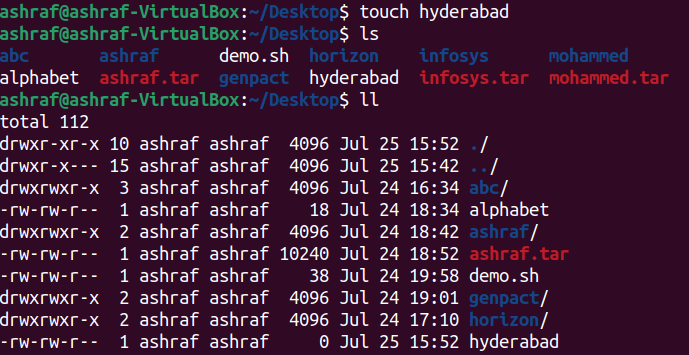 ashraf@ashraf-VirtualBox:~/Desktop$ touch hyderabad
ashraf@ashraf-VirtualBox:~/Desktop$ ls
abc       ashraf      demo.sh  horizon    infosys      mohammed
alphabet  ashraf.tar  genpact  hyderabad  infosys.tar  mohammed.tar
ashraf@ashraf-VirtualBox:~/Desktop$ ll
total 112
drwxr-xr-x 10 ashraf ashraf  4096 Jul 25 15:52 ./
drwxr-x--- 15 ashraf ashraf  4096 Jul 25 15:42 ../
drwxrwxr-x  3 ashraf ashraf  4096 Jul 24 16:34 abc/
-rw-rw-r--  1 ashraf ashraf    18 Jul 24 18:34 alphabet
drwxrwxr-x  2 ashraf ashraf  4096 Jul 24 18:42 ashraf/
-rw-rw-r--  1 ashraf ashraf 10240 Jul 24 18:52 ashraf.tar
-rw-rw-r--  1 ashraf ashraf    38 Jul 24 19:58 demo.sh
drwxrwxr-x  2 ashraf ashraf  4096 Jul 24 19:01 genpact/
drwxrwxr-x  2 ashraf ashraf  4096 Jul 24 17:10 horizon/
-rw-rw-r--  1 ashraf ashraf     0 Jul 25 15:52 hyderabad